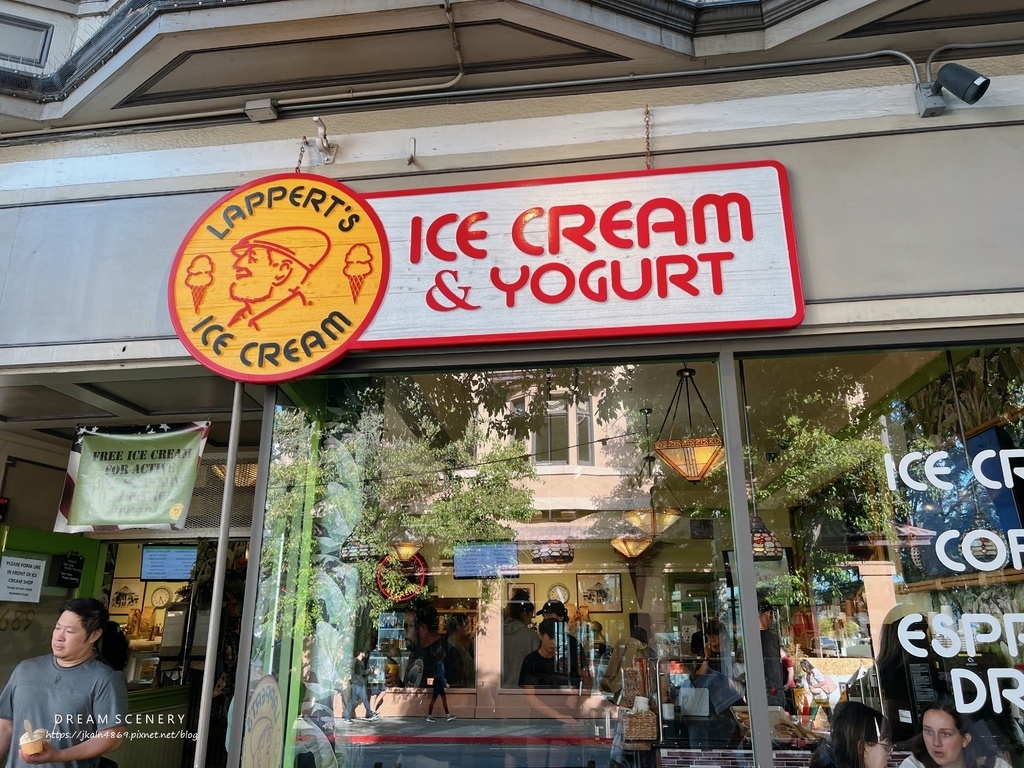 LAPPERT'S
ICE CREAM
ICE CREAM
& YOGURT
FREE ICE CREAM
FOR ACTIVE
PLEASE FORM LINE
IN FRONT OF ICE
CREAM SHOP
689
ICE CR
COF
ESPR
&
DR
DREAM SCENERY
https://jkaln4869.pixnet.net/blog